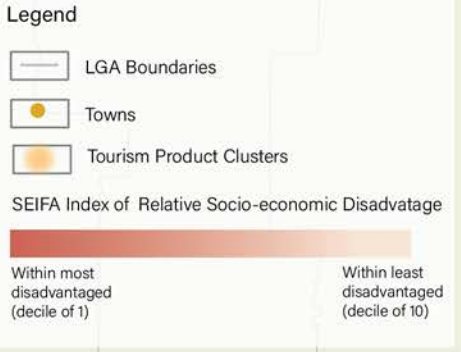 Legend
LGA Boundaries
Towns
Tourism Product Clusters
SEIFA Index of Relative Socio-economic Disadvatage
Within most
disadvantaged
(decile of 1)
Within least
disadvantaged
(decile of 10)